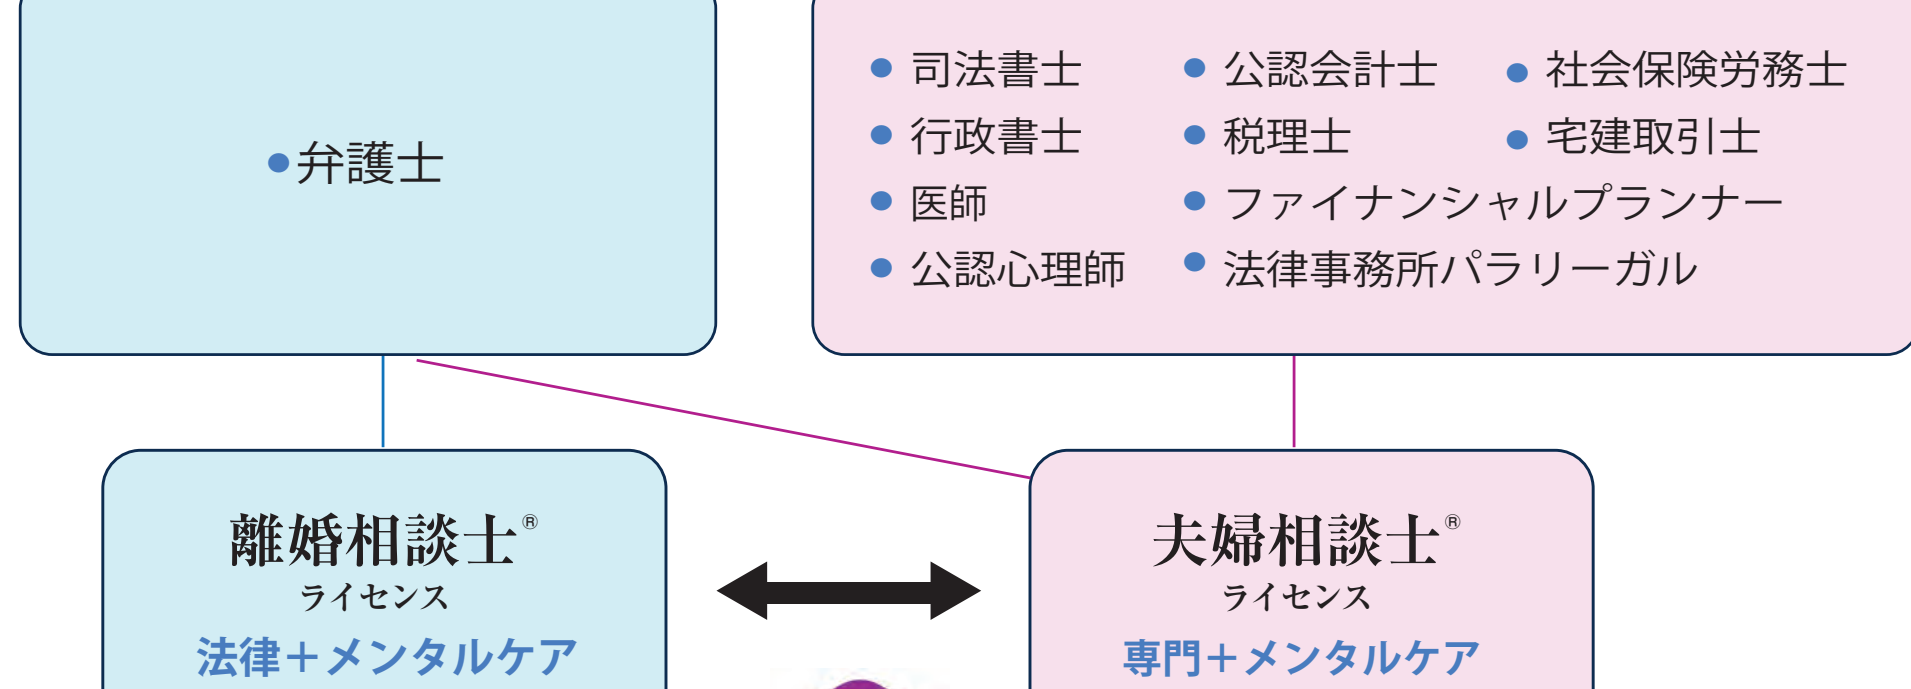 ●弁護士
● 司法書士 ● 公認会計士 ● 社会保険労務士
● 行政書士 ● 税理士 ● 宅建取引士
● 医師 ● ファイナンシャルプランナー
● 公認心理師 ● 法律事務所パラリーガル
離婚相談士®
ライセンス
法律＋メンタルケア
夫婦相談士®
ライセンス
専門＋メンタルケア